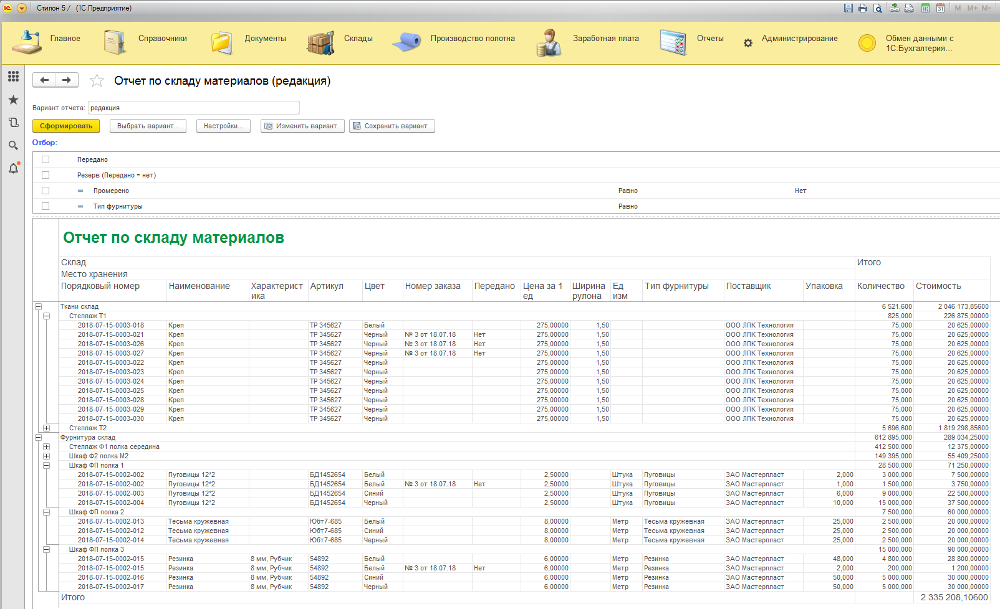 Стилон 5 / (1С:Предприятие)
M M+ M-
Главное Справочники Документы Склады Производство полотна Заработная плата Отчеты Администрирование Обмен данными с
1С:Бухгалтерия...
Отчет по складу материалов (редакция)
Вариант отчета: редакция
Сформировать Выбрать вариант... Настройки... Изменить вариант Сохранить вариант
Отбор:
Передано
Резерв (Передано = нет)
Промерено Равно Нет
Тип фурнитуры Равно
Отчет по складу материалов
Склад Итого
Место хранения
Порядковый номер Наименование Характерист Артикул Цвет Номер заказа Передано Цена за 1 Ширина Ед Тип фурнитуры Поставщик Упаковка Количество Стоимость
ика ед рулона изм
Ткани склад 6 521,600 2 046 173,85600
Стеллаж Т1 825,000 226 875,00000
2018-07-15-0003-018 Креп ТР 345627 Белый 275,00000 1,50 ООО ЛПК Технология 75,000 20 625,00000
2018-07-15-0003-021 Креп ТР 345627 Черный № 3 от 18.07.18 Нет 275,00000 1,50 ООО ЛПК Технология 75,000 20 625,00000
2018-07-15-0003-026 Креп ТР 345627 Черный № 3 от 18.07.18 Нет 275,00000 1,50 ООО ЛПК Технология 75,000 20 625,00000
2018-07-15-0003-027 Креп ТР 345627 Черный № 3 от 18.07.18 Нет 275,00000 1,50 ООО ЛПК Технология 75,000 20 625,00000
2018-07-15-0003-022 Креп ТР 345627 Черный 275,00000 1,50 ООО ЛПК Технология 75,000 20 625,00000
2018-07-15-0003-023 Креп ТР 345627 Черный 275,00000 1,50 ООО ЛПК Технология 75,000 20 625,00000
2018-07-15-0003-024 Креп ТР 345627 Черный 275,00000 1,50 ООО ЛПК Технология 75,000 20 625,00000
2018-07-15-0003-025 Креп ТР 345627 Черный 275,00000 1,50 ООО ЛПК Технология 75,000 20 625,00000
2018-07-15-0003-028 Креп ТР 345627 Черный 275,00000 1,50 ООО ЛПК Технология 75,000 20 625,00000
2018-07-15-0003-029 Креп ТР 345627 Черный 275,00000 1,50 ООО ЛПК Технология 75,000 20 625,00000
2018-07-15-0003-030 Креп ТР 345627 Черный 275,00000 1,50 ООО ЛПК Технология 75,000 20 625,00000
Стеллаж Т2 5 696,600 1 819 298,85600
Фурнитура склад 612 895,000 289 034,25000
Стеллаж Ф1 полка середина 412 500,000 12 375,00000
Шкаф Ф2 полка М2 149 395,000 55 409,25000
Шкаф ФП полка 1 28 500,000 71 250,00000
2018-07-15-0002-002 Пуговицы 12*2 БД1452654 Белый 2,50000 Штука Пуговицы ЗАО Мастерпласт 2,000 3 000,000 7 500,00000
2018-07-15-0002-002 Пуговицы 12*2 БД1452654 Белый № 3 от 18.07.18 Нет 2,50000 Штука Пуговицы ЗАО Мастерпласт 1,000 1 500,000 3 750,00000
2018-07-15-0002-003 Пуговицы 12*2 БД1452654 Синий 2,50000 Штука Пуговицы ЗАО Мастерпласт 6,000 9 000,000 22 500,00000
2018-07-15-0002-004 Пуговицы 12*2 БД1452654 Черный 2,50000 Штука Пуговицы ЗАО Мастерпласт 10,000 15 000,000 37 500,00000
Шкаф ФП полка 2 7 500,000 60 000,00000
2018-07-15-0002-013 Тесьма кружевная Юбт7-685 Белый 8,00000 Метр Тесьма кружевная ЗАО Мастерпласт 25,000 2 500,000 20 000,00000
2018-07-15-0002-012 Тесьма кружевная Юбт7-685 Синий 8,00000 Метр Тесьма кружевная ЗАО Мастерпласт 25,000 2 500,000 20 000,00000
2018-07-15-0002-014 Тесьма кружевная Юбт7-685 Черный 8,00000 Метр Тесьма кружевная ЗАО Мастерпласт 25,000 2 500,000 20 000,00000
Шкаф ФП полка 3 15 000,000 90 000,00000
2018-07-15-0002-015 Резинка 8 мм, Рубчик 54892 Белый 6,00000 Метр Резинка ЗАО Мастерпласт 48,000 4 800,000 28 800,00000
2018-07-15-0002-015 Резинка 8 мм, Рубчик 54892 Белый № 3 от 18.07.18 Нет 6,00000 Метр Резинка ЗАО Мастерпласт 2,000 200,000 1 200,00000
2018-07-15-0002-016 Резинка 8 мм, Рубчик 54892 Синий 6,00000 Метр Резинка ЗАО Мастерпласт 50,000 5 000,000 30 000,00000
2018-07-15-0002-017 Резинка 8 мм, Рубчик 54892 Черный 6,00000 Метр Резинка ЗАО Мастерпласт 50,000 5 000,000 30 000,00000
Итого 2 335 208,10600